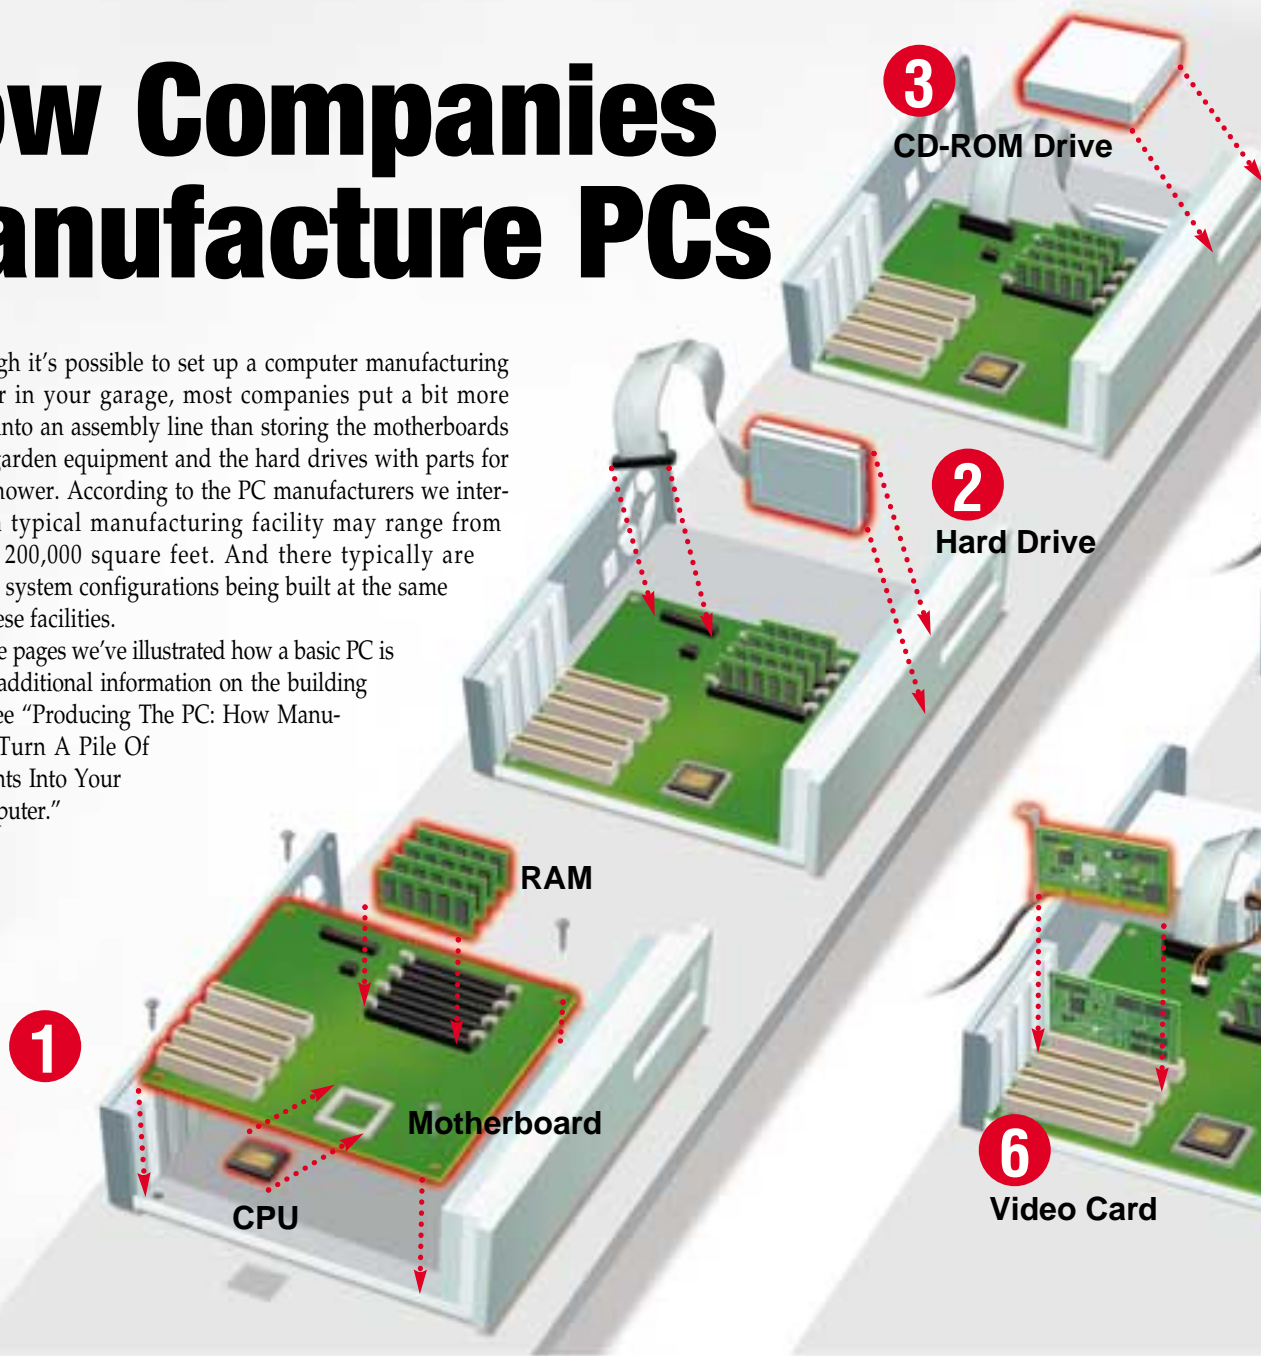 ow Companies
anufacture PCs
gh it's possible to set up a computer manufacturing
r in your garage, most companies put a bit more
into an assembly line than storing the motherboards
garden equipment and the hard drives with parts for
mower. According to the PC manufacturers we inter-
a typical manufacturing facility may range from
200,000 square feet. And there typically are
system configurations being built at the same
ese facilities.
e pages we've illustrated how a basic PC is
additional information on the building
ee “Producing The PC: How Manu-
Turn A Pile Of
nts Into Your
puter.”
3
CD-ROM Drive
2
Hard Drive
RAM
1
Motherboard
CPU
6
Video Card